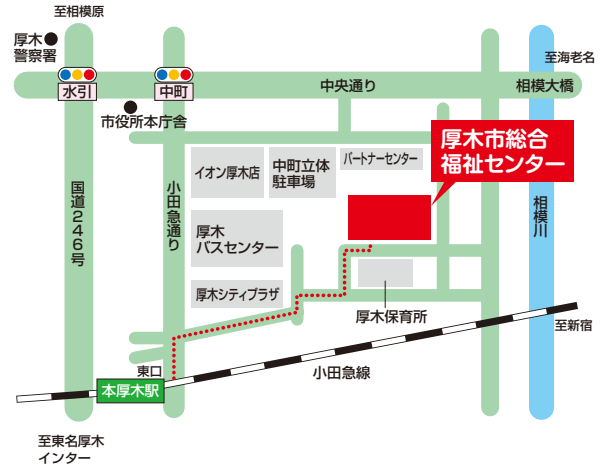 至相模原
厚木
警察署
至海老名
水引
中町
中央通り
相模大橋
市役所本庁舎
厚木市総合
福祉センター
イオン厚木店
中町立体
駐車場
パートナーセンター
国道246号
小田急通り
相模川
厚木
バスセンター
厚木シティプラザ
厚木保育所
至新宿
東口
小田急線
本厚木駅
至東名厚木
インター